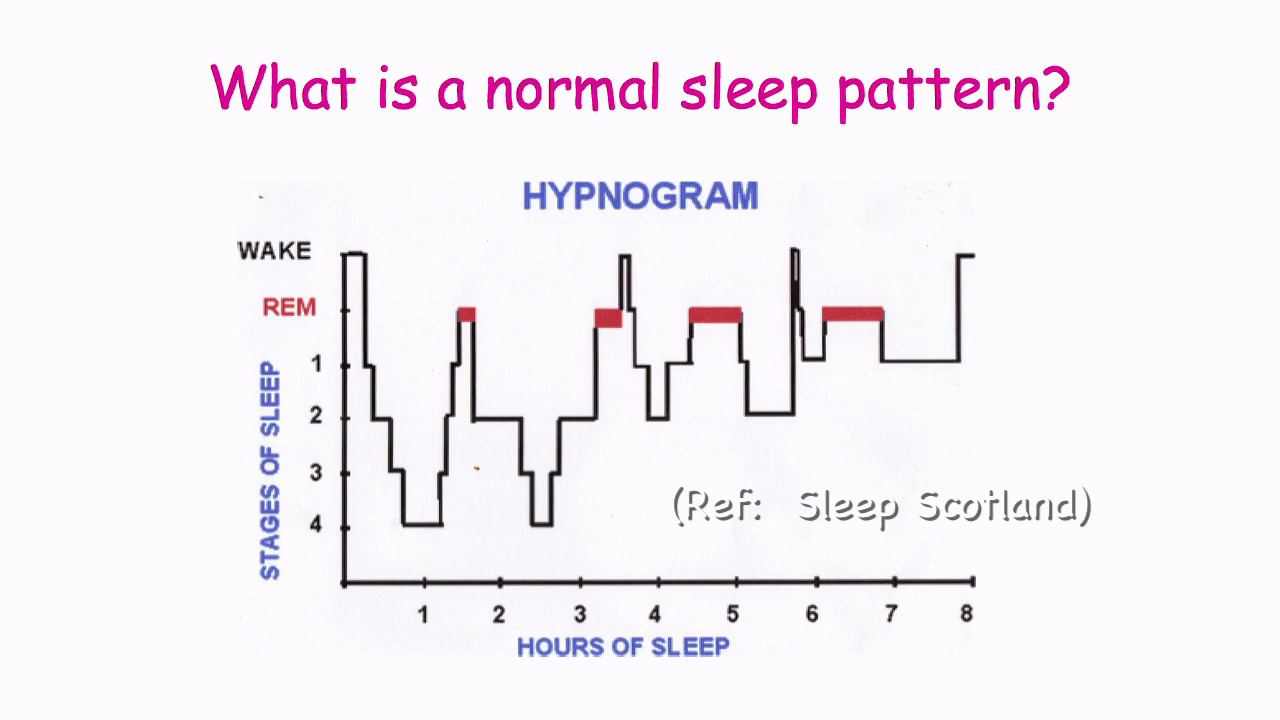 What is a normal sleep pattern?
HYPNOGRAM
WAKE
REM
1
2
3
4
STAGES OF SLEEP
(Ref: Sleep Scotland)
1 2 3 4 5 6 7 8
HOURS OF SLEEP